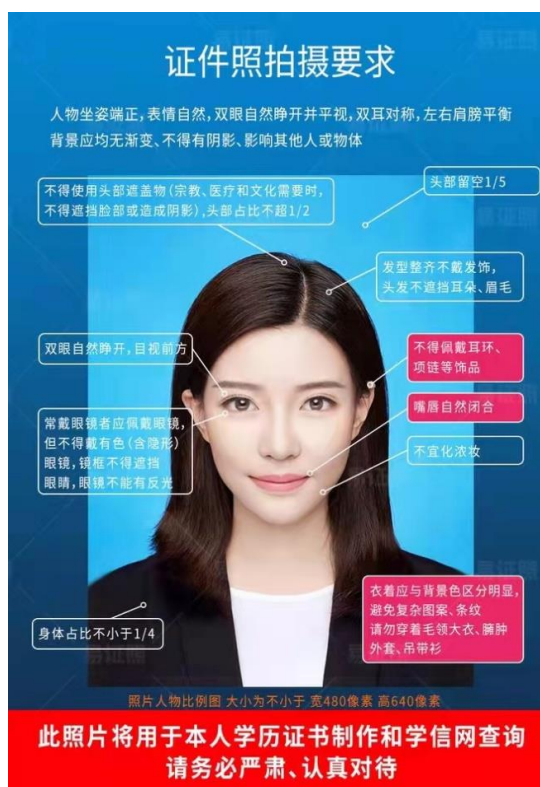 证件照拍摄要求
人物坐姿端正,表情自然,双眼自然睁开并平视,双耳对称,左右肩膀平衡
背景应均无渐变、不得有阴影、影响其他人或物体
头部留空1/5
不得使用头部遮盖物(宗教、医疗和文化需要时,
不得遮挡脸部或造成阴影),头部占比不超1/2
发型整齐不戴发饰,
头发不遮挡耳朵、眉毛
双眼自然睁开,目视前方
不得佩戴耳环、
项链等饰品
嘴唇自然闭合
常戴眼镜者应佩戴眼镜,
但不得戴有色(含隐形)
眼镜,镜框不得遮挡
眼睛,眼镜不能有反光
不宜化浓妆
衣着应与背景色区分明显,
避免复杂图案、条纹
请勿穿着毛领大衣、臃肿
外套、吊带衫
身体占比不小于1/4
照片人物比例图 大小为不小于 宽480像素 高640像素
此照片将用于本人学历证书制作和学信网查询
请务必严肃、认真对待